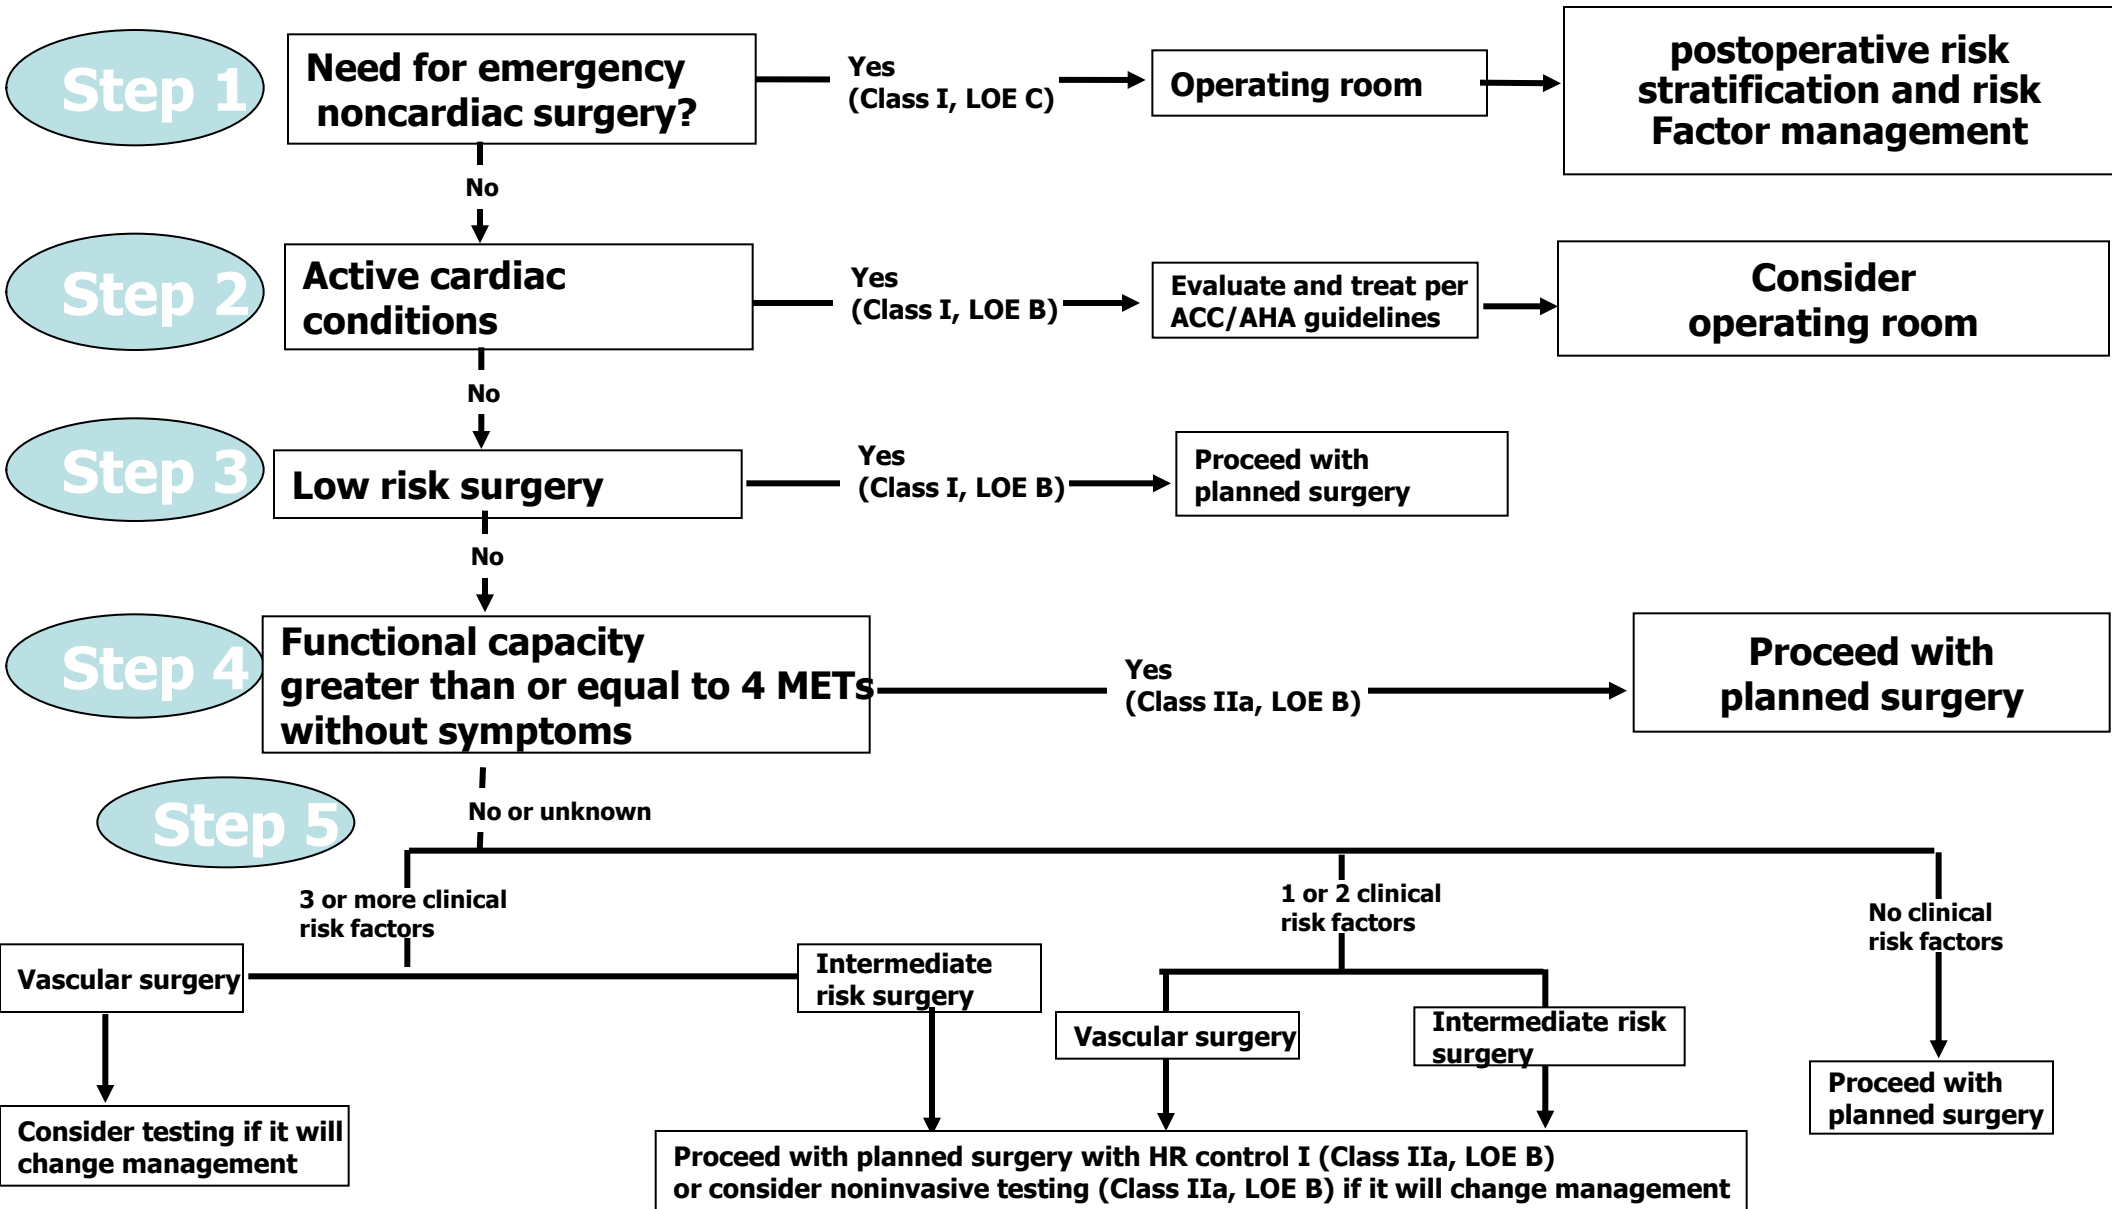 Step 1
Need for emergency
noncardiac surgery?
Yes
(Class I, LOE C)
Operating room
postoperative risk
stratification and risk
Factor management
No
Step 2
Active cardiac
conditions
Yes
(Class I, LOE B)
Evaluate and treat per
ACC/AHA guidelines
Consider
operating room
No
Step 3
Low risk surgery
Yes
(Class I, LOE B)
Proceed with
planned surgery
No
Step 4
Functional capacity
greater than or equal to 4 METs
without symptoms
Yes
(Class IIa, LOE B)
Proceed with
planned surgery
Step 5
No or unknown
3 or more clinical
risk factors
1 or 2 clinical
risk factors
No clinical
risk factors
Vascular surgery
Intermediate
risk surgery
Vascular surgery
Intermediate risk
surgery
Proceed with
planned surgery
Consider testing if it will
change management
Proceed with planned surgery with HR control I (Class IIa, LOE B)
or consider noninvasive testing (Class IIa, LOE B) if it will change management